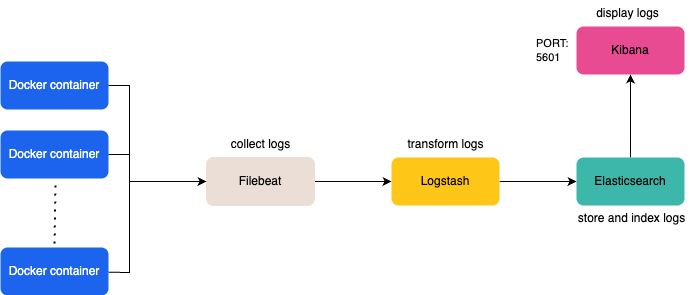 display logs
PORT:
5601
Kibana
Docker container
Docker container
collect logs
transform logs
Filebeat
Logstash
Elasticsearch
store and index logs
Docker container